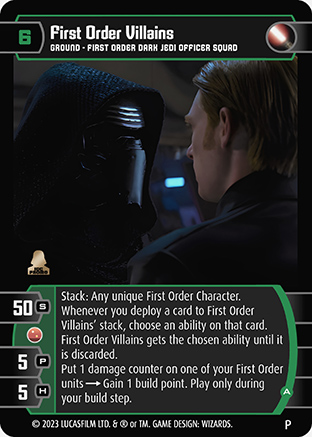 6
First Order Villains
GROUND - FIRST ORDER DARK JEDI OFFICER SQUAD
50 S
5 P
5 H
Stack: Any unique First Order Character.
Whenever you deploy a card to First Order
Villains' stack, choose an ability on that card.
First Order Villains gets the chosen ability until it
is discarded.
Put 1 damage counter on one of your First Order
units → Gain 1 build point. Play only during
your build step.
A
© 2023 LUCASFILM LTD. & ® OR TM. GAME DESIGN: WIZARDS.
P